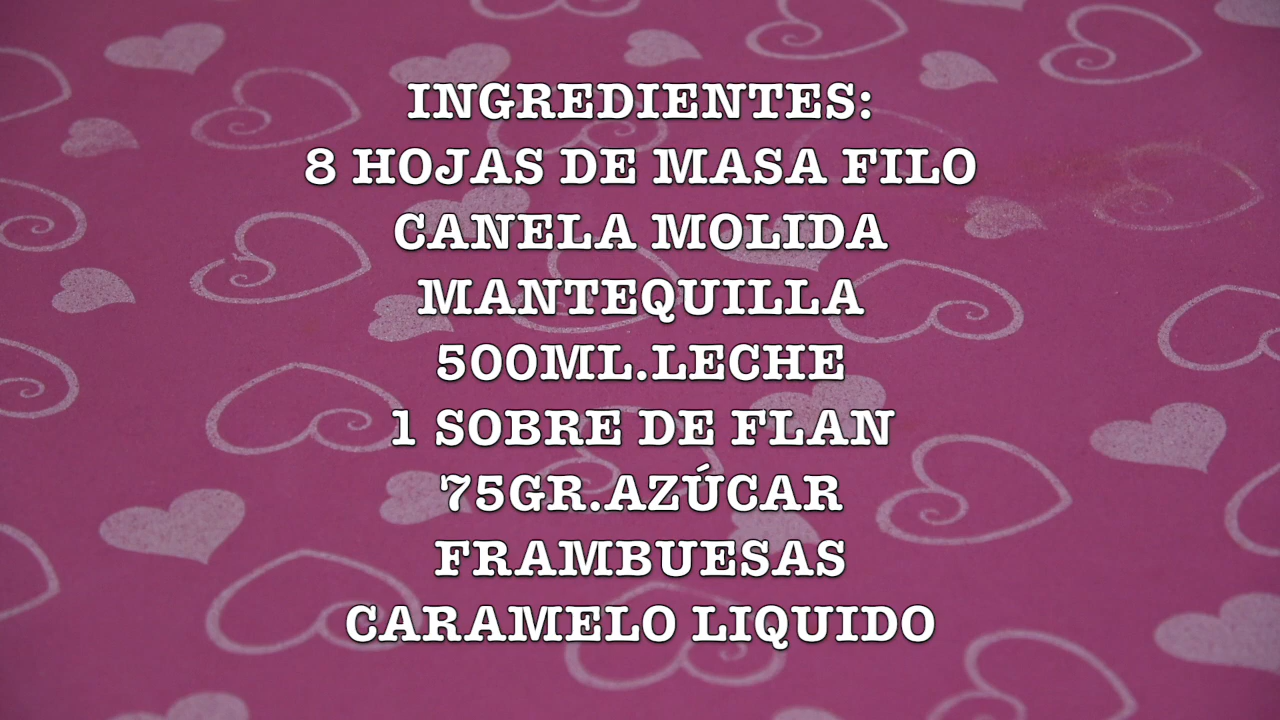 INGREDIENTES:
8 HOJAS DE MASA FILO
CANELA MOLIDA
MANTEQUILLA
500ML.LECHE
1 SOBRE DE FLAN
75GR.AZÚCAR
FRAMBUESAS
CARAMELO LIQUIDO